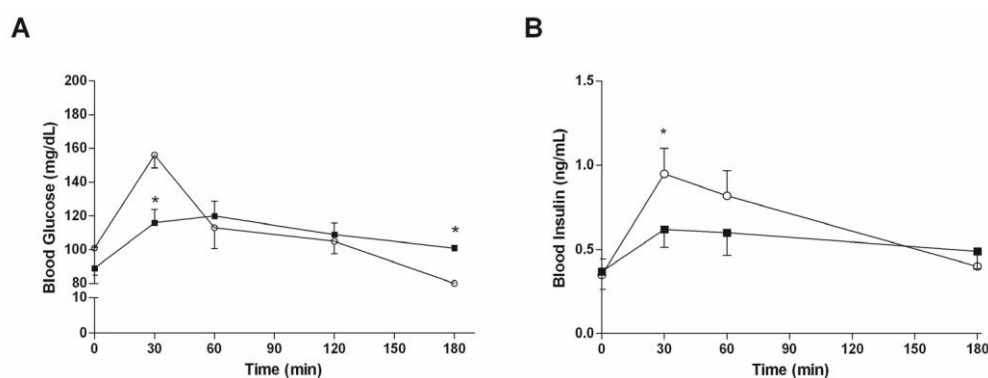 A
Blood Glucose (mg/dL)
200
180
160
140
120
100
80
10
0
*
*
0 30 60 90 120 150 180
Time (min)
B
Blood Insulin (ng/mL)
1.5
1.0
0.5
0.0
*
0 30 60 90 120 150 180
Time (min)